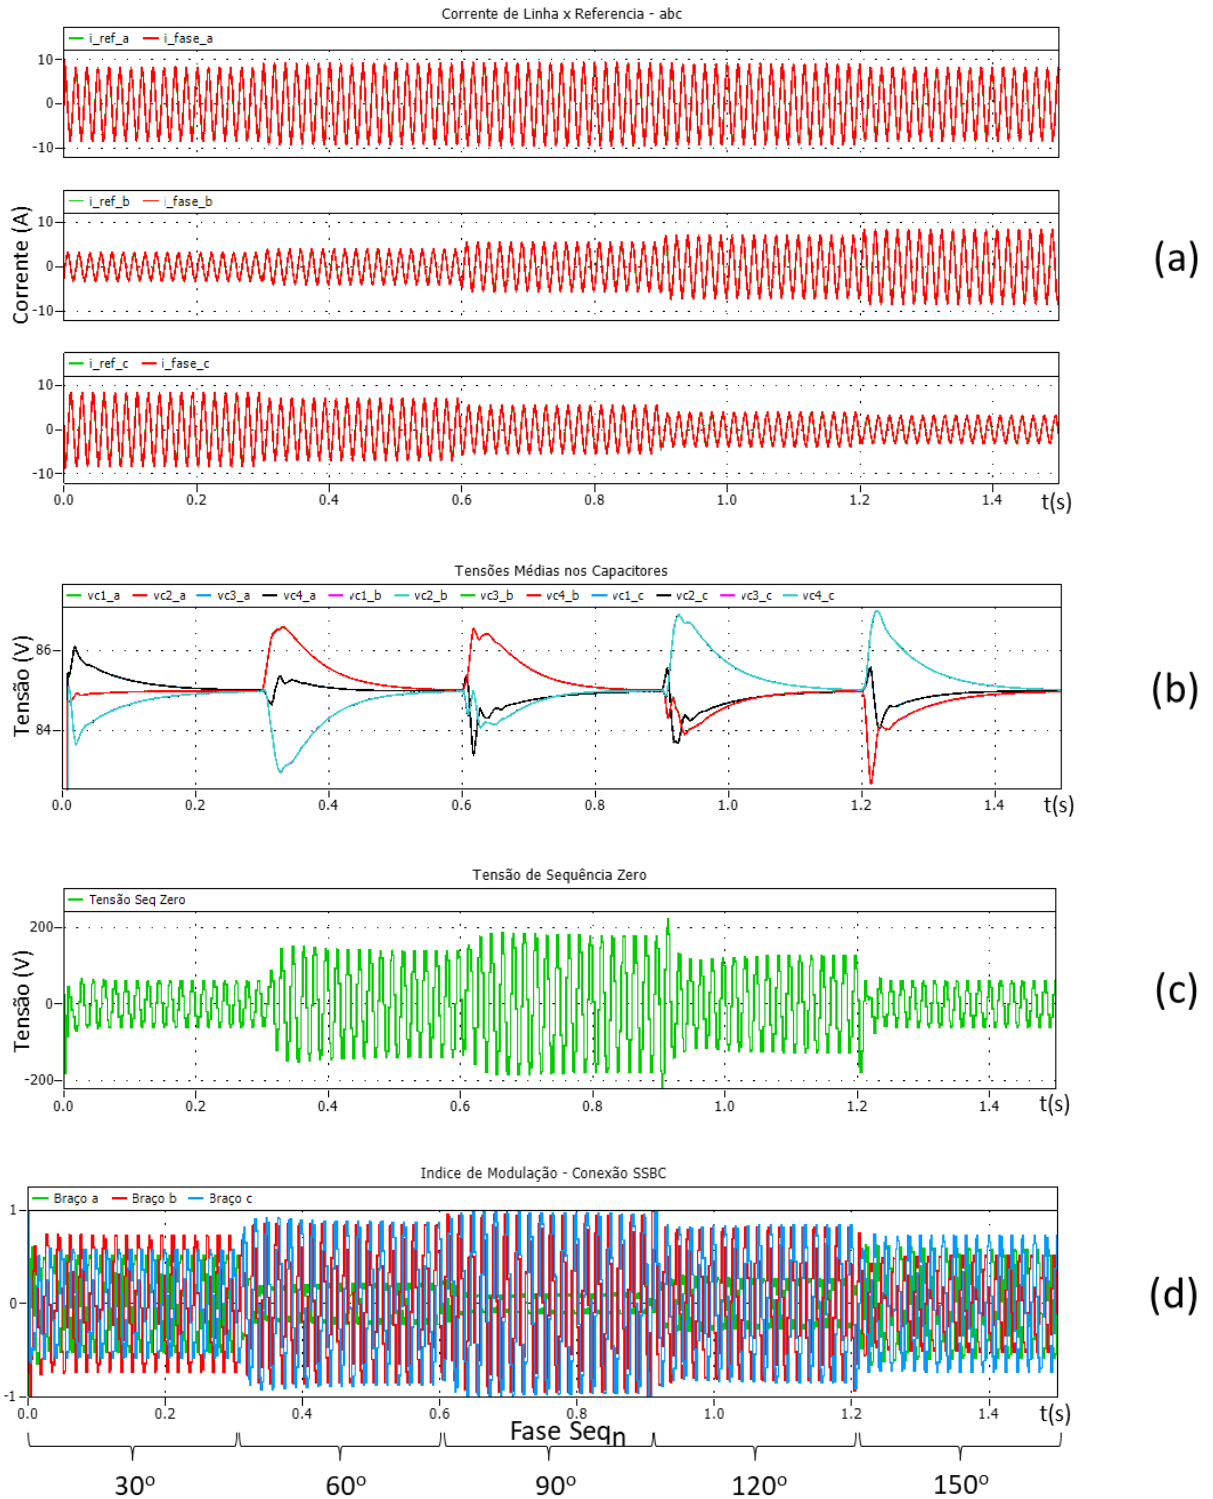 Corrente de Linha x Referencia - abc
i_ref_a i_fase_a
10
0
-10
i_ref_b i_fase_b
10
0
-10
Corrente (A)
(a)
i_ref_c i_fase_c
10
0
-10
0.0 0.2 0.4 0.6 0.8 1.0 1.2 1.4 t(s)
Tensões Médias nos Capacitores
vc1_a vc2_a vc3_a vc4_a vc1_b vc2_b vc3_b vc4_b vc1_c vc2_c vc3_c vc4_c
86
84
Tensão (V)
(b)
0.0 0.2 0.4 0.6 0.8 1.0 1.2 1.4 t(s)
Tensão de Sequência Zero
Tensão Seq Zero
200
0
-200
Tensão (V)
(c)
0.0 0.2 0.4 0.6 0.8 1.0 1.2 1.4 t(s)
Indice de Modulação - Conexão SSBC
Braço a Braço b Braço c
1
0
-1
(d)
0.0 0.2 0.4 0.6 0.8 1.0 1.2 1.4 t(s)
Fase Seqn
30º 60º 90º 120º 150º